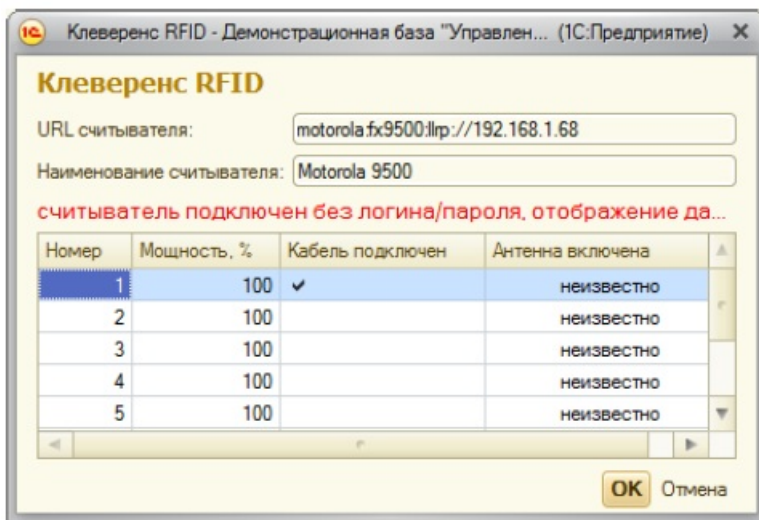 Клеверенс RFID - Демонстрационная база "Управлен... (1С:Предприятие)
Клеверенс RFID
URL считывателя: motorola:fx9500:llrp://192.168.1.68
Наименование считывателя: Motorola 9500
считыватель подключен без логина/пароля, отображение да...
Номер Мощность, % Кабель подключен Антенна включена
1 100 ✔ неизвестно
2 100 неизвестно
3 100 неизвестно
4 100 неизвестно
5 100 неизвестно
OK Отмена